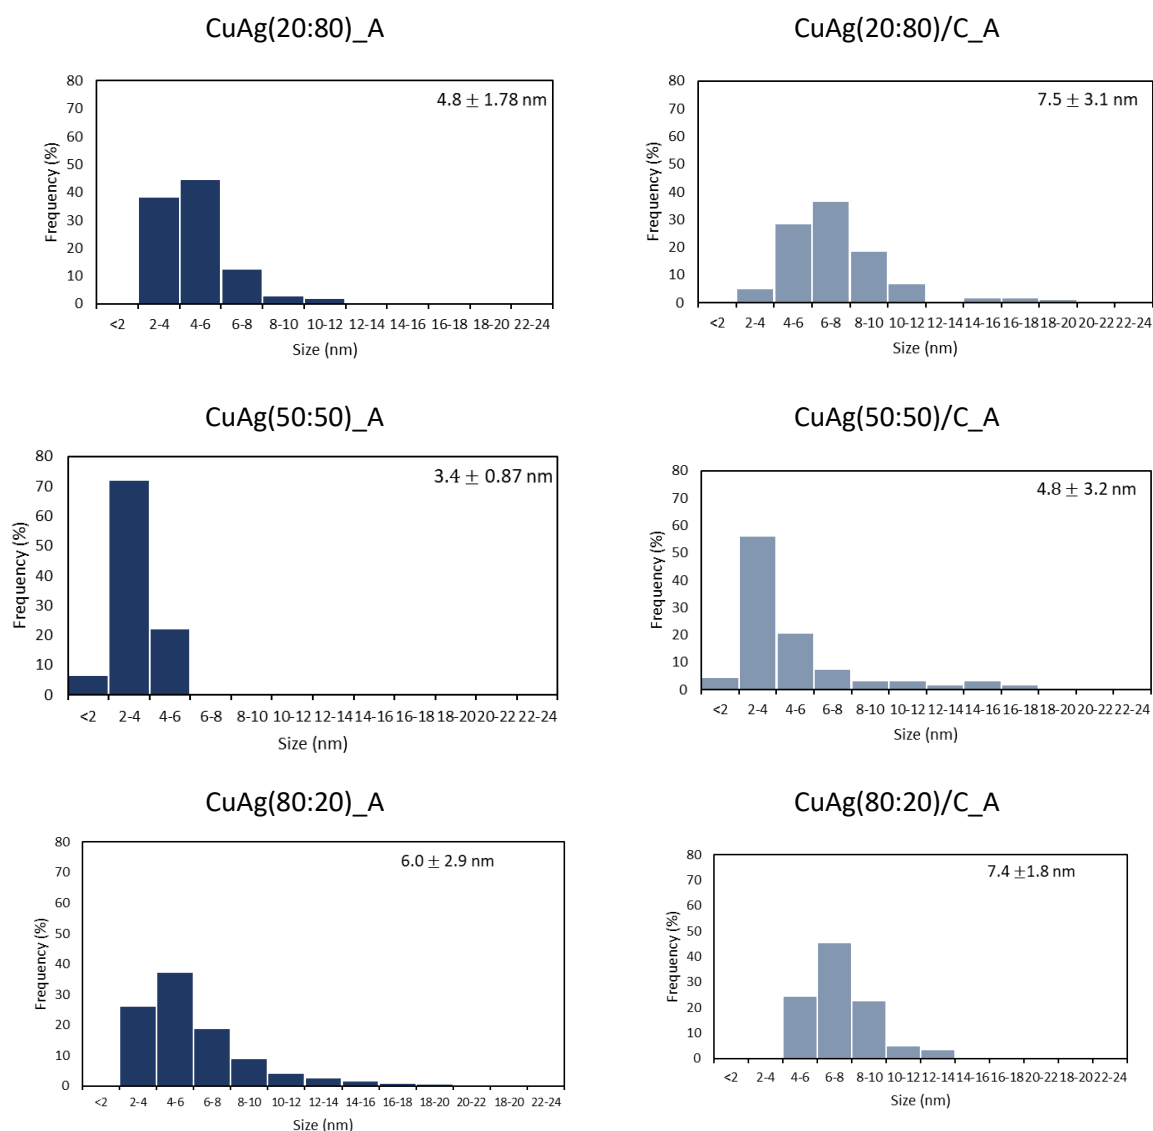 CuAg(20:80)_A
4.8 ± 1.78 nm
Frequency (%)
80
70
60
50
40
30
20
10
0
<2 2-4 4-6 6-8 8-10 10-12 12-14 14-16 16-18 18-20 22-24
Size (nm)
CuAg(20:80)/C_A
7.5 ± 3.1 nm
Frequency (%)
80
70
60
50
40
30
20
10
0
<2 2-4 4-6 6-8 8-10 10-12 12-14 14-16 16-18 18-20 20-22 22-24
Size (nm)
CuAg(50:50)_A
3.4 ± 0.87 nm
Frequency (%)
80
70
60
50
40
30
20
10
0
<2 2-4 4-6 6-8 8-10 10-12 12-14 14-16 16-18 18-20 20-22 22-24
Size (nm)
CuAg(50:50)/C_A
4.8 ± 3.2 nm
Frequency (%)
80
70
60
50
40
30
20
10
0
<2 2-4 4-6 6-8 8-10 10-12 12-14 14-16 16-18 18-20 20-22 22-24
Size (nm)
CuAg(80:20)_A
6.0 ± 2.9 nm
Frequency (%)
80
70
60
50
40
30
20
10
0
<2 2-4 4-6 6-8 8-10 10-12 12-14 14-16 16-18 18-20 20-22 18-20 22-24
Size (nm)
CuAg(80:20)/C_A
7.4 ±1.8 nm
Frequency (%)
80
70
60
50
40
30
20
10
0
<2 2-4 4-6 6-8 8-10 10-12 12-14 14-16 16-18 18-20 20-22 18-20 22-24
Size (nm)